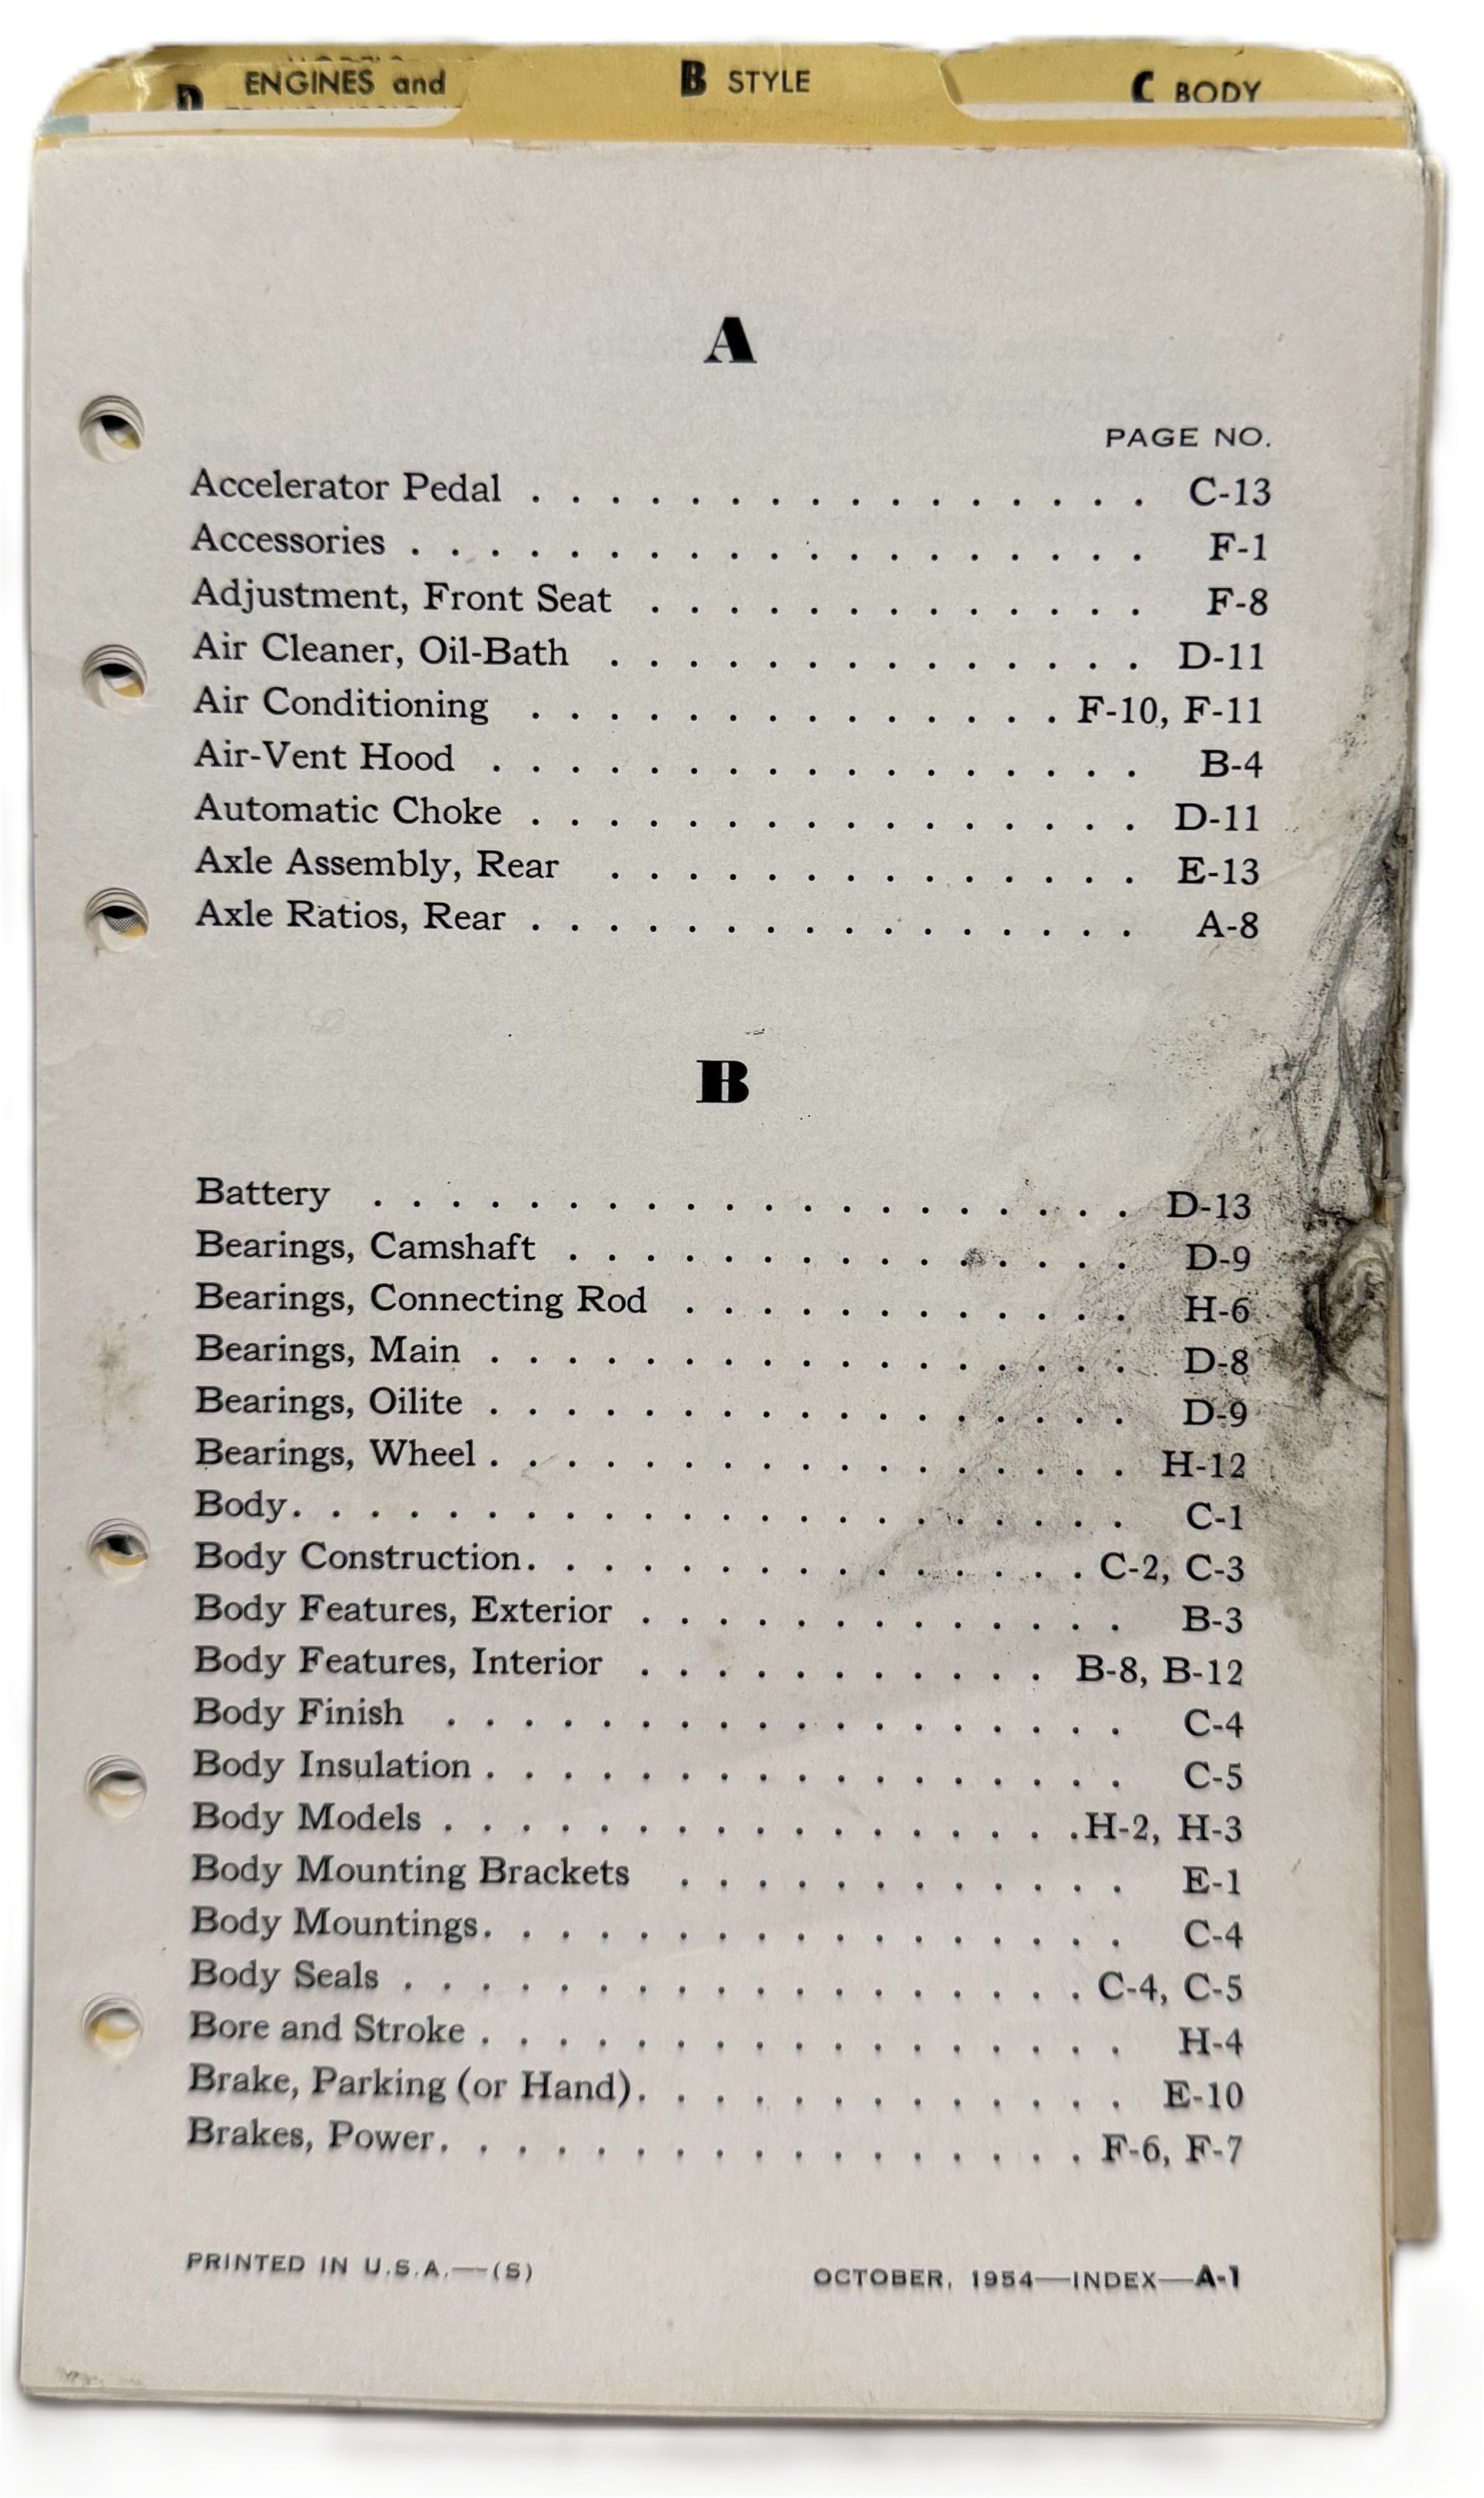 D ENGINES and
B STYLE
C BODY
A
PAGE NO.
Accelerator Pedal . . . . . . . . . . . . . . . . C-13
Accessories . . . . . . . . . . . . . . . . . . . F-1
Adjustment, Front Seat . . . . . . . . . . . . . F-8
Air Cleaner, Oil-Bath . . . . . . . . . . . . . . D-11
Air Conditioning . . . . . . . . . . . . . . F-10, F-11
Air-Vent Hood . . . . . . . . . . . . . . . . . B-4
Automatic Choke . . . . . . . . . . . . . . . . D-11
Axle Assembly, Rear . . . . . . . . . . . . . . E-13
Axle Ratios, Rear . . . . . . . . . . . . . . . . A-8
B
Battery . . . . . . . . . . . . . . . . . . . . D-13
Bearings, Camshaft . . . . . . . . . . . . . . . D-9
Bearings, Connecting Rod . . . . . . . . . . . . H-6
Bearings, Main . . . . . . . . . . . . . . . . . D-8
Bearings, Oilite . . . . . . . . . . . . . . . . . D-9
Bearings, Wheel . . . . . . . . . . . . . . . . . H-12
Body. . . . . . . . . . . . . . . . . . . . . . C-1
Body Construction. . . . . . . . . . . . . . . C-2, C-3
Body Features, Exterior . . . . . . . . . . . . . B-3
Body Features, Interior . . . . . . . . . . . B-8, B-12
Body Finish . . . . . . . . . . . . . . . . . . C-4
Body Insulation . . . . . . . . . . . . . . . . . C-5
Body Models . . . . . . . . . . . . . . . . . .H-2, H-3
Body Mounting Brackets . . . . . . . . . . . . E-1
Body Mountings. . . . . . . . . . . . . . . . . C-4
Body Seals . . . . . . . . . . . . . . . . . . C-4, C-5
Bore and Stroke . . . . . . . . . . . . . . . . . H-4
Brake, Parking (or Hand). . . . . . . . . . . . . E-10
Brakes, Power. . . . . . . . . . . . . . . . . F-6, F-7
PRINTED IN U.S.A.—(S)
OCTOBER, 1954—INDEX—A-1